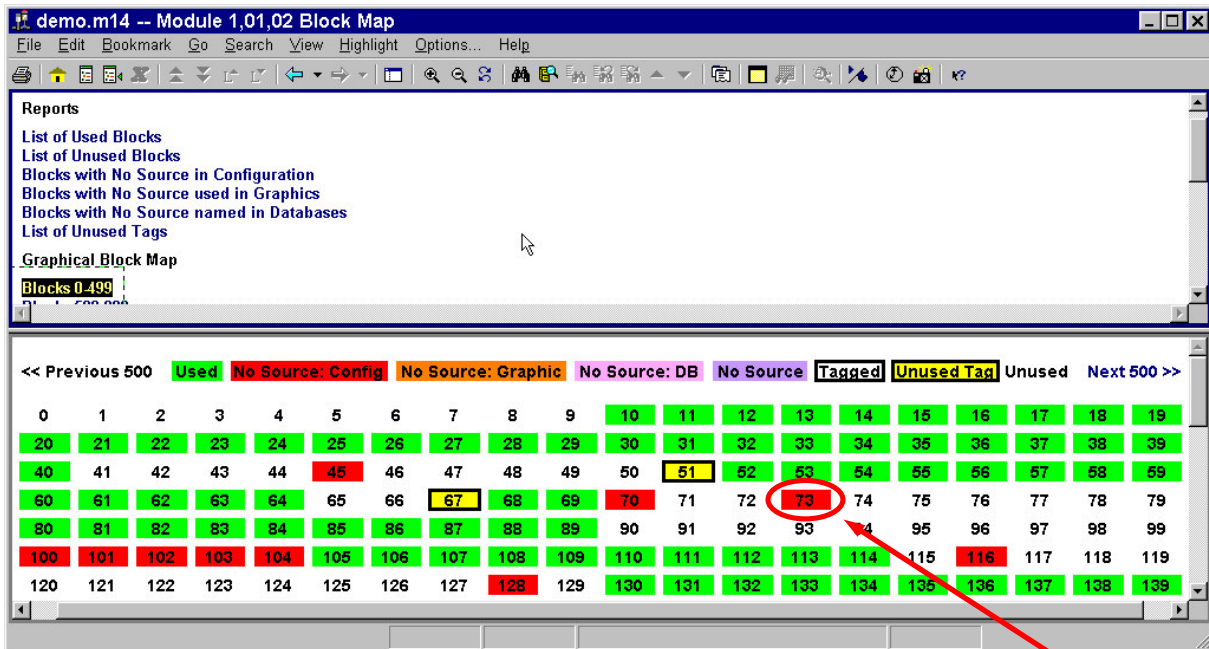 demo.m14 -- Module 1,01,02 Block Map
File Edit Bookmark Go Search View Highlight Options... Help
Reports
List of Used Blocks
List of Unused Blocks
Blocks with No Source in Configuration
Blocks with No Source used in Graphics
Blocks with No Source named in Databases
List of Unused Tags
Graphical Block Map
Blocks 0-499
<< Previous 500 Used No Source: Config No Source: Graphic No Source: DB No Source Tagged Unused Tag Unused Next 500 >>
0 1 2 3 4 5 6 7 8 9 10 11 12 13 14 15 16 17 18 19
20 21 22 23 24 25 26 27 28 29 30 31 32 33 34 35 36 37 38 39
40 41 42 43 44 45 46 47 48 49 50 51 52 53 54 55 56 57 58 59
60 61 62 63 64 65 66 67 68 69 70 71 72 73 74 75 76 77 78 79
80 81 82 83 84 85 86 87 88 89 90 91 92 93 94 95 96 97 98 99
100 101 102 103 104 105 106 107 108 109 110 111 112 113 114 115 116 117 118 119
120 121 122 123 124 125 126 127 128 129 130 131 132 133 134 135 136 137 138 139